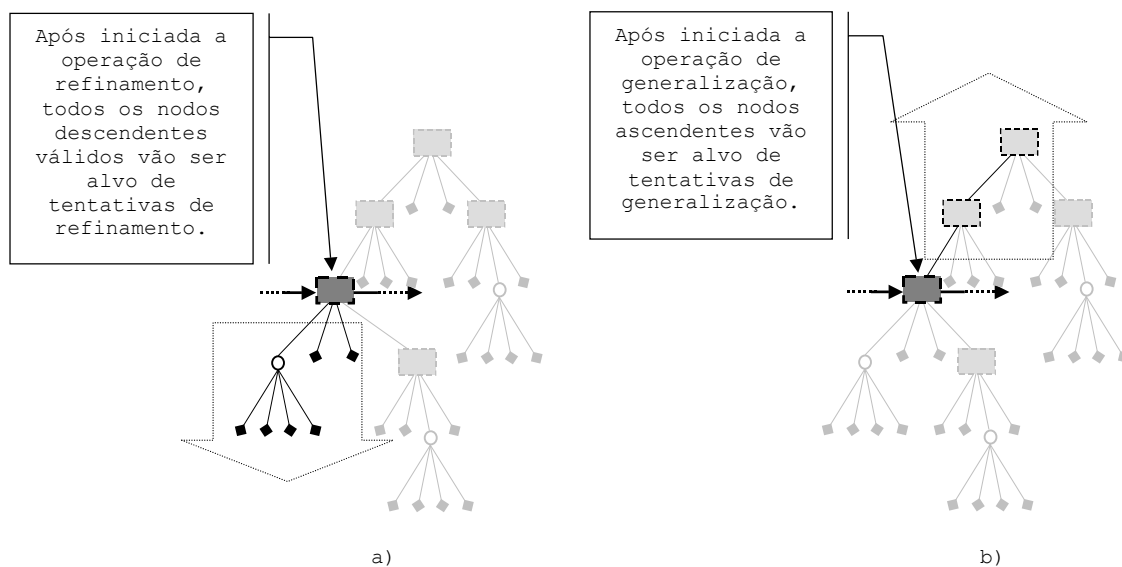 Após iniciada a
operação de
refinamento,
todos os nodos
descendentes
válidos vão ser
alvo de
tentativas de
refinamento.
Após iniciada a
operação de
generalização,
todos os nodos
ascendentes vão
ser alvo de
tentativas de
generalização.
a)
b)